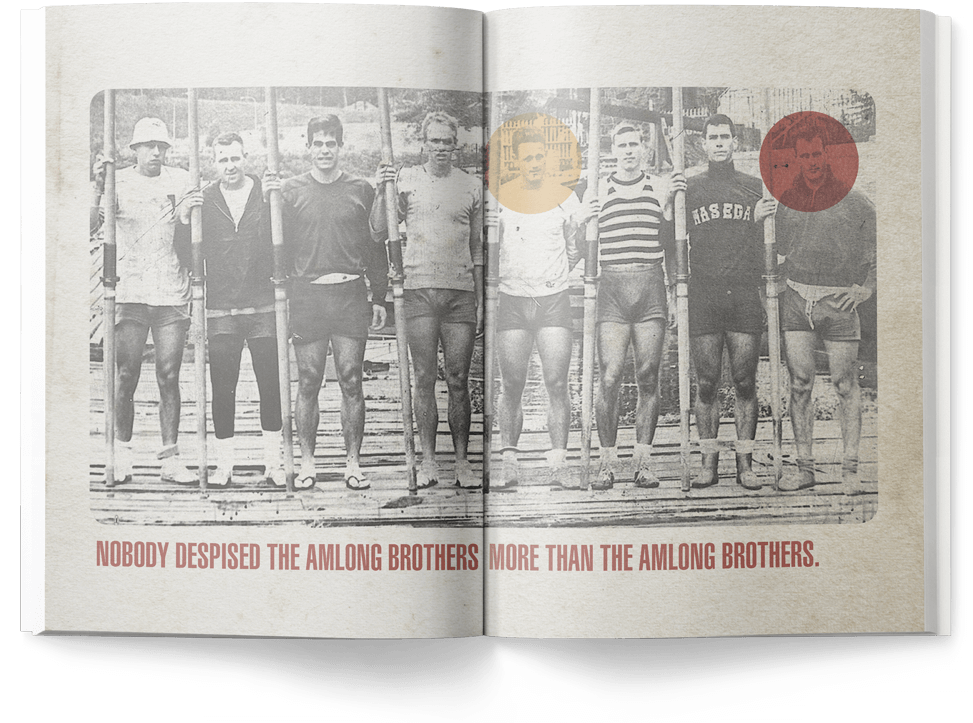 WASEDA
NOBODY DESPISED THE AMLONG BROTHERS MORE THAN THE AMLONG BROTHERS.